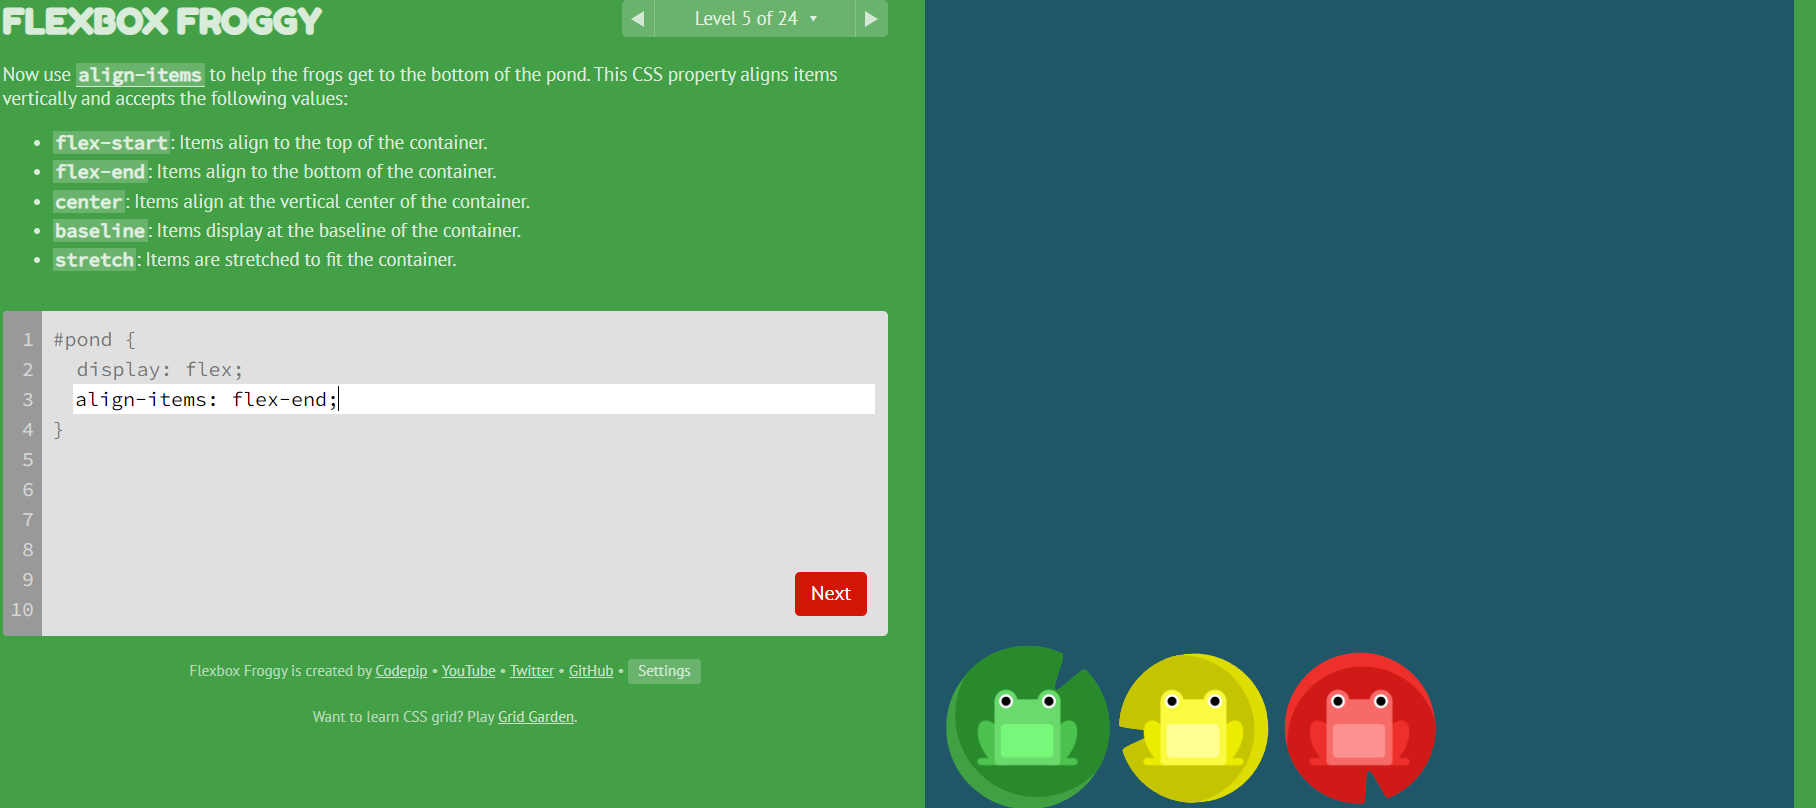 FLEXBOX FROGGY
Level 5 of 24
Now use align-items to help the frogs get to the bottom of the pond. This CSS property aligns items
vertically and accepts the following values:
• flex-start: Items align to the top of the container.
• flex-end: Items align to the bottom of the container.
• center: Items align at the vertical center of the container.
• baseline: Items display at the baseline of the container.
• stretch: Items are stretched to fit the container.
1 #pond {
2 display: flex;
3 align-items: flex-end;
4 }
5
6
7
8
9
10
Next
Flexbox Froggy is created by Codepip • YouTube • Twitter • GitHub • Settings
Want to learn CSS grid? Play Grid Garden.